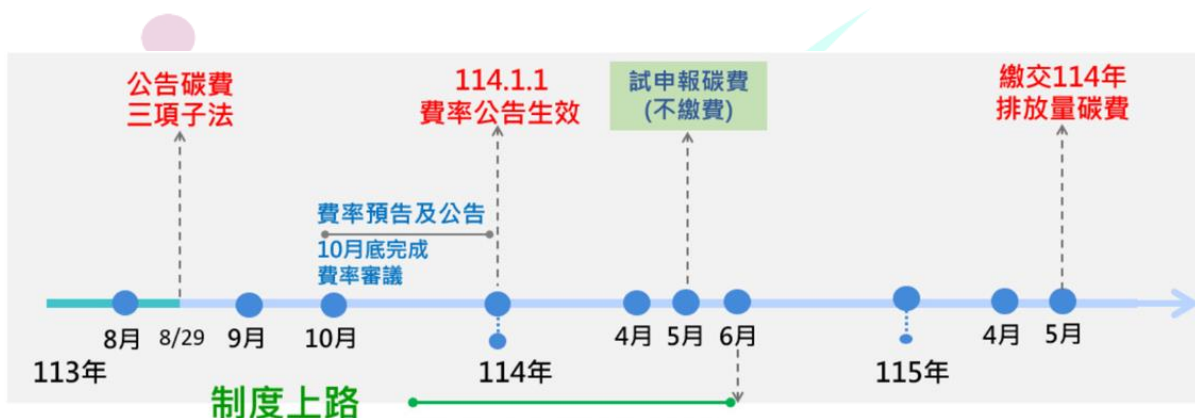 公告碳費
三項子法
114.1.1
費率公告生效
試申報碳費
(不繳費)
繳交114年
排放量碳費
費率預告及公告
10月底完成
費率審議
8月
8/29
9月
10月
4月
5月
6月
4月
5月
113年
114年
115年
制度上路